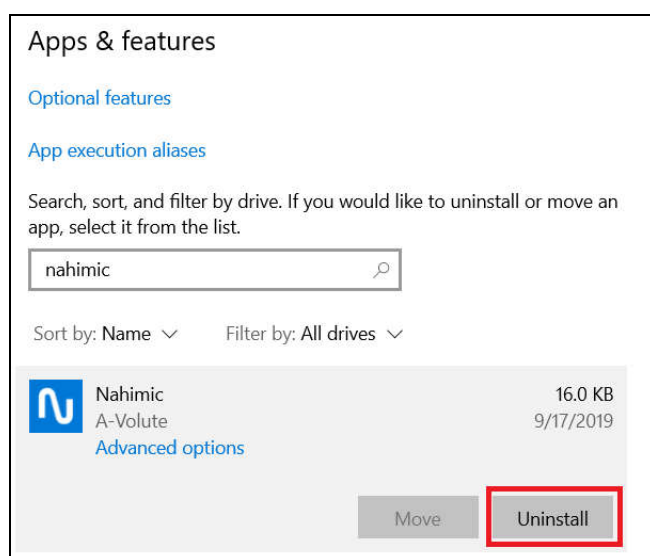 Apps & features
Optional features
App execution aliases
Search, sort, and filter by drive. If you would like to uninstall or move an
app, select it from the list.
nahimic
Sort by: Name Filter by: All drives
Nahimic 16.0 KB
A-Volute 9/17/2019
Advanced options
Move Uninstall